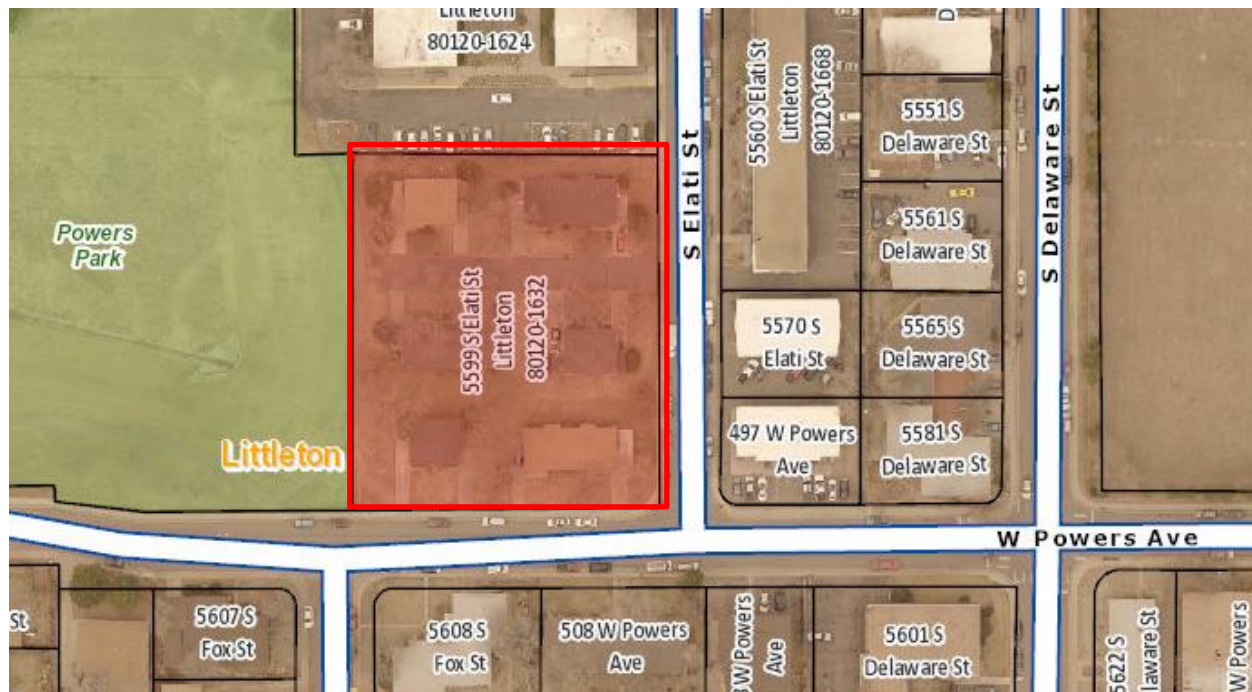 Littleton
80120-1624
D
5560 S Elati St
Littleton
80120-1668
5551 S
Delaware St
S Elati St
S Delaware St
5561 S
Delaware St
Powers
Park
5599 S Elati St
Littleton
80120-1632
5570 S
Elati St
5565 S
Delaware St
Littleton
497 W Powers
Ave
5581 S
Delaware St
W Powers Ave
St
5607 S
Fox St
5608 S
Fox St
508 W Powers
Ave
W Powers
Ave
5601 S
Delaware St
5622 S
laware St
W Powers